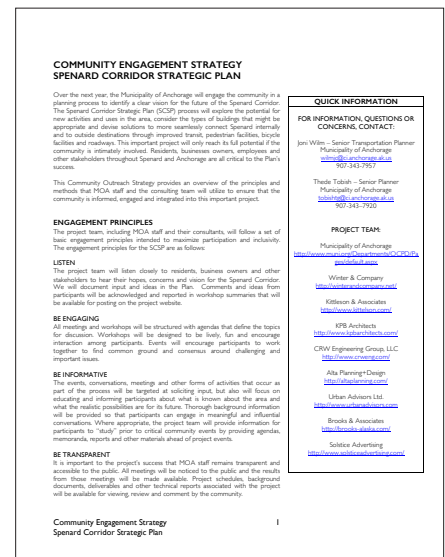 COMMUNITY ENGAGEMENT STRATEGY
SPENARD CORRIDOR STRATEGIC PLAN
Over the next year, the Municipality of Anchorage will engage the community in a
planning process to identify a clear vision for the future of the Spenard Corridor.
The Spenard Corridor Strategic Plan (SCSP) process will explore the potential for
new activities and uses in the area, consider the types of buildings that might be
appropriate and devise solutions to more seamlessly connect Spenard internally
and to outside destinations through improved transit, pedestrian facilities, bicycle
facilities and roadways. This important project will only reach its full potential if the
community is intimately involved. Residents, businesses owners, employees and
other stakeholders throughout Spenard and Anchorage are all critical to the Plan's
success.
This Community Outreach Strategy provides an overview of the principles and
methods that MOA staff and the consulting team will utilize to ensure that the
community is informed, engaged and integrated into this important project.
ENGAGEMENT PRINCIPLES
The project team, including MOA staff and their consultants, will follow a set of
basic engagement principles intended to maximize participation and inclusivity.
The engagement principles for the SCSP are as follows:
LISTEN
The project team will listen closely to residents, business owners and other
stakeholders to hear their hopes, concerns and vision for the Spenard Corridor.
We will document input and ideas in the Plan. Comments and ideas from
participants will be acknowledged and reported in workshop summaries that will
be available for posting on the project website.
BE ENGAGING
All meetings and workshops will be structured with agendas that define the topics
for discussion. Workshops will be designed to be lively, fun and encourage
interaction among participants. Events will encourage participants to work
together to find common ground and consensus around challenging and
important issues.
BE INFORMATIVE
The events, conversations, meetings and other forms of activities that occur as
part of the process will be targeted at soliciting input, but also will focus on
educating and informing participants about what is known about the area and
what the realistic possibilities are for its future. Thorough background information
will be provided so that participants can engage in meaningful and influential
conversations. Where appropriate, the project team will provide information for
participants to "study" prior to critical community events by providing agendas,
memoranda, reports and other materials ahead of project events.
BE TRANSPARENT
It is important to the project's success that MOA staff remains transparent and
accessible to the public. All meetings will be noticed to the public and the results
from those meetings will be made available. Project schedules, background
documents, deliverables and other technical reports associated with the project
will be available for viewing, review and comment by the community.
QUICK INFORMATION
FOR INFORMATION, QUESTIONS OR
CONCERNS, CONTACT:
Joni Wilm – Senior Transportation Planner
Municipality of Anchorage
wilmjc@ci.anchorage.ak.us
907-343-7957
Thede Tobish – Senior Planner
Municipality of Anchorage
tobishtg@ci.anchorage.ak.us
907-343-7920
PROJECT TEAM:
Municipality of Anchorage
http://www.muni.org/Departments/OCPD/Pa
ges/default.aspx
Winter & Company
http://winterandcompany.net/
Kittleson & Associates
http://www.kittelson.com/
KPB Architects
http://www.kpbarchitects.com/
CRW Engineering Group, LLC
http://www.crweng.com/
Alta Planning+Design
http://altaplanning.com/
Urban Advisors Ltd.
http://www.urbanadvisors.com
Brooks & Associates
http://brooks-alaska.com/
Solstice Advertising
http://www.solsticeadvertising.com/
Community Engagement Strategy 1
Spenard Corridor Strategic Plan